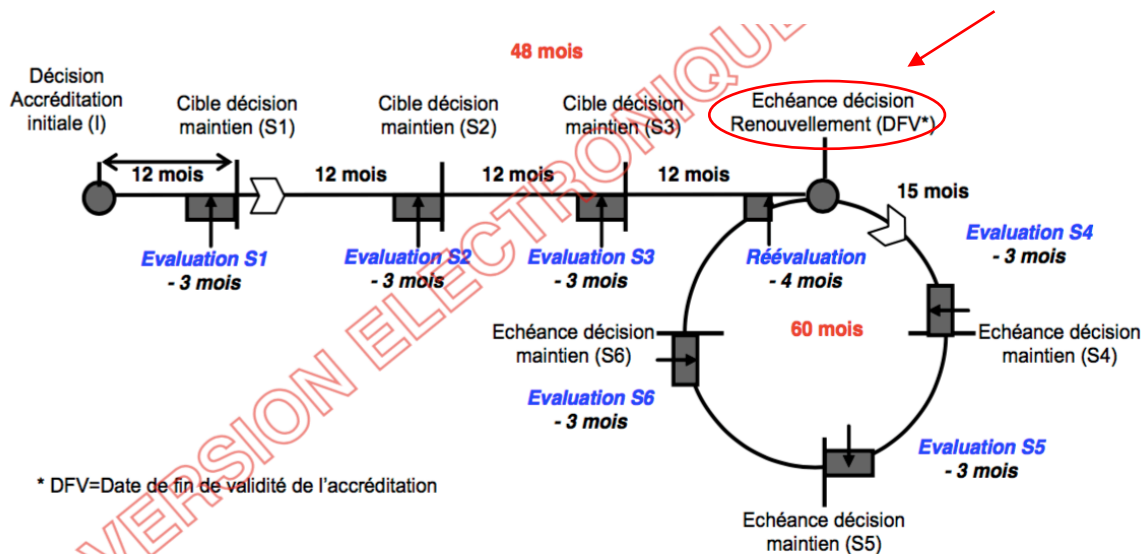 48 mois
Décision
Accréditation
initiale (I)
Cible décision
maintien (S1)
Cible décision
maintien (S2)
Cible décision
maintien (S3)
Echéance décision
Renouvellement (DFV*)
12 mois
12 mois
12 mois
12 mois
15 mois
Evaluation S1
- 3 mois
Evaluation S2
- 3 mois
Evaluation S3
- 3 mois
Réévaluation
- 4 mois
Evaluation S4
- 3 mois
60 mois
Echéance décision
maintien (S6)
Echéance décision
maintien (S4)
Evaluation S6
- 3 mois
Evaluation S5
- 3 mois
* DFV=Date de fin de validité de l'accréditation
Echéance décision
maintien (S5)
VERSION ELECTRONIQUE